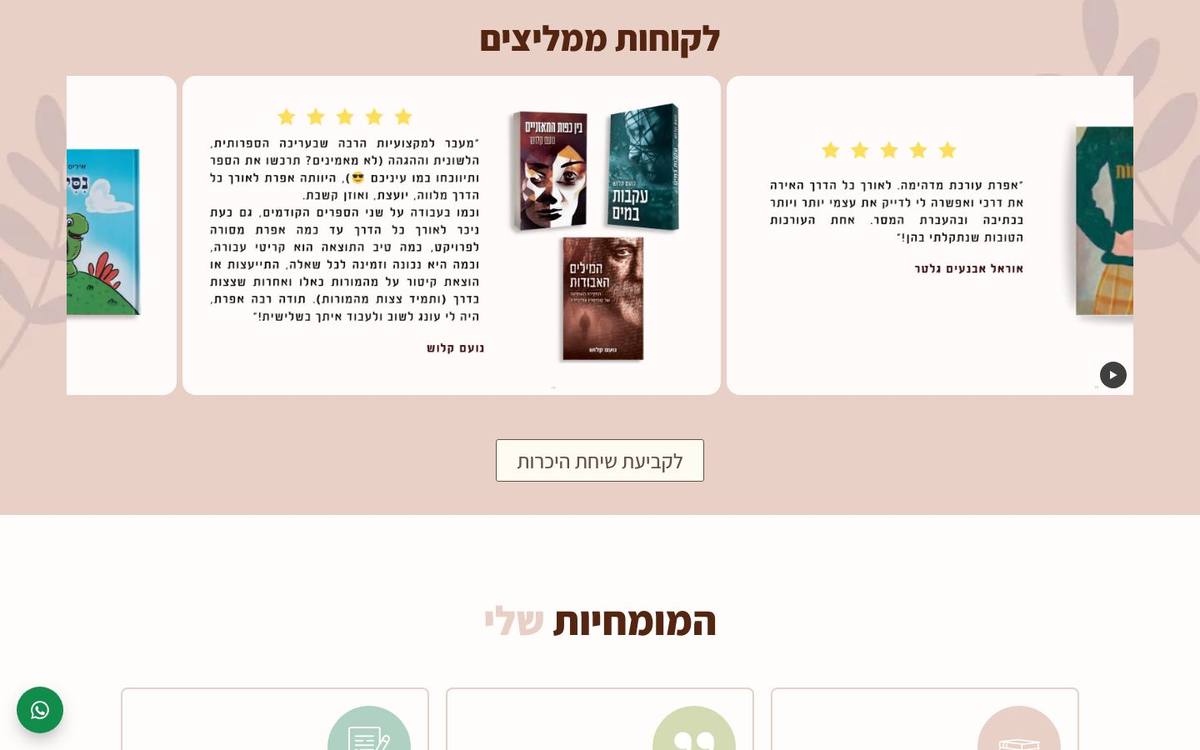 לקוחות ממליצים
"אפרת עורכת מדהימה. לאורך כל הדרך האירה
את דרכי ואפשרה לי לדייק את עצמי יותר ויותר
בכתיבה ובהעברת המסר. אחת העורכות
הטובות שנתקלתי בהן!"
אוראל אבנעים גלטר
עקבות
במים
בין כפות המאזניים
נועם קלוש
המילים
האבודות
נועם קלוש
"מעבר למקצועיות הרבה שבעריכה הספרותית,
הלשונית וההגהה (לא מאמינים? תרכשו את הספר
ותיווכחו במו עיניכם 😎), היוותה אפרת לאורך כל
הדרך מלווה, יועצת, ואוזן קשבת.
וכמו בעבודה על שני הספרים הקודמים, גם כעת
ניכר לאורך כל הדרך עד כמה אפרת מסורה
לפרויקט, כמה טיב התוצאה הוא קריטי עבורה,
וכמה היא נכונה וזמינה לכל שאלה, התייעצות או
הוצאת קיטור על מהמורות כאלו ואחרות שצצות
בדרך (ותמיד צצות מהמורות). תודה רבה אפרת,
היה לי עונג לשוב ולעבוד איתך בשלישית!"
נועם קלוש
לקביעת שיחת היכרות
המומחיות שלי